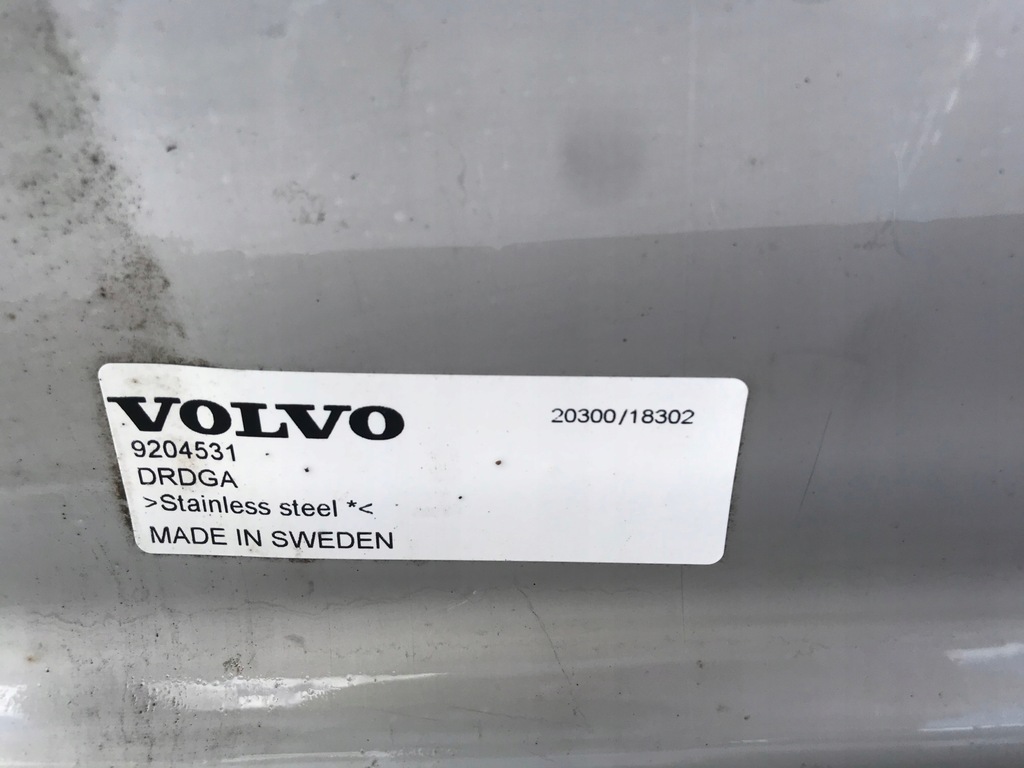 VOLVO 20300/18302
9204531
DRDGA
>Stainless steel *<
MADE IN SWEDEN